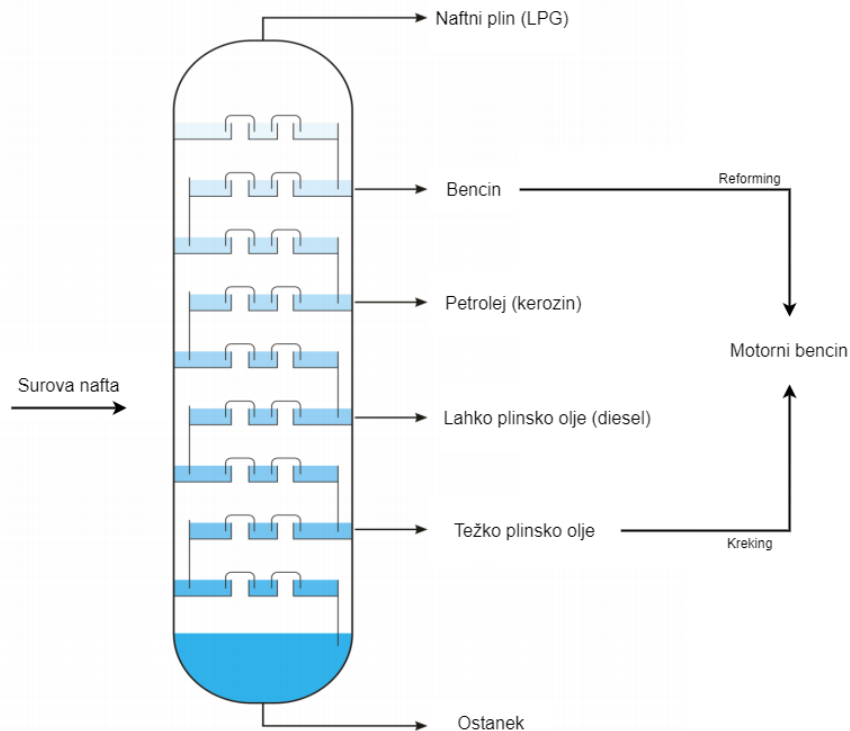 Naftni plin (LPG)
Bencin
Reforming
Petrolej (kerozin)
Motorni bencin
Surova nafta
Lahko plinsko olje (diesel)
Težko plinsko olje
Kreking
Ostanek